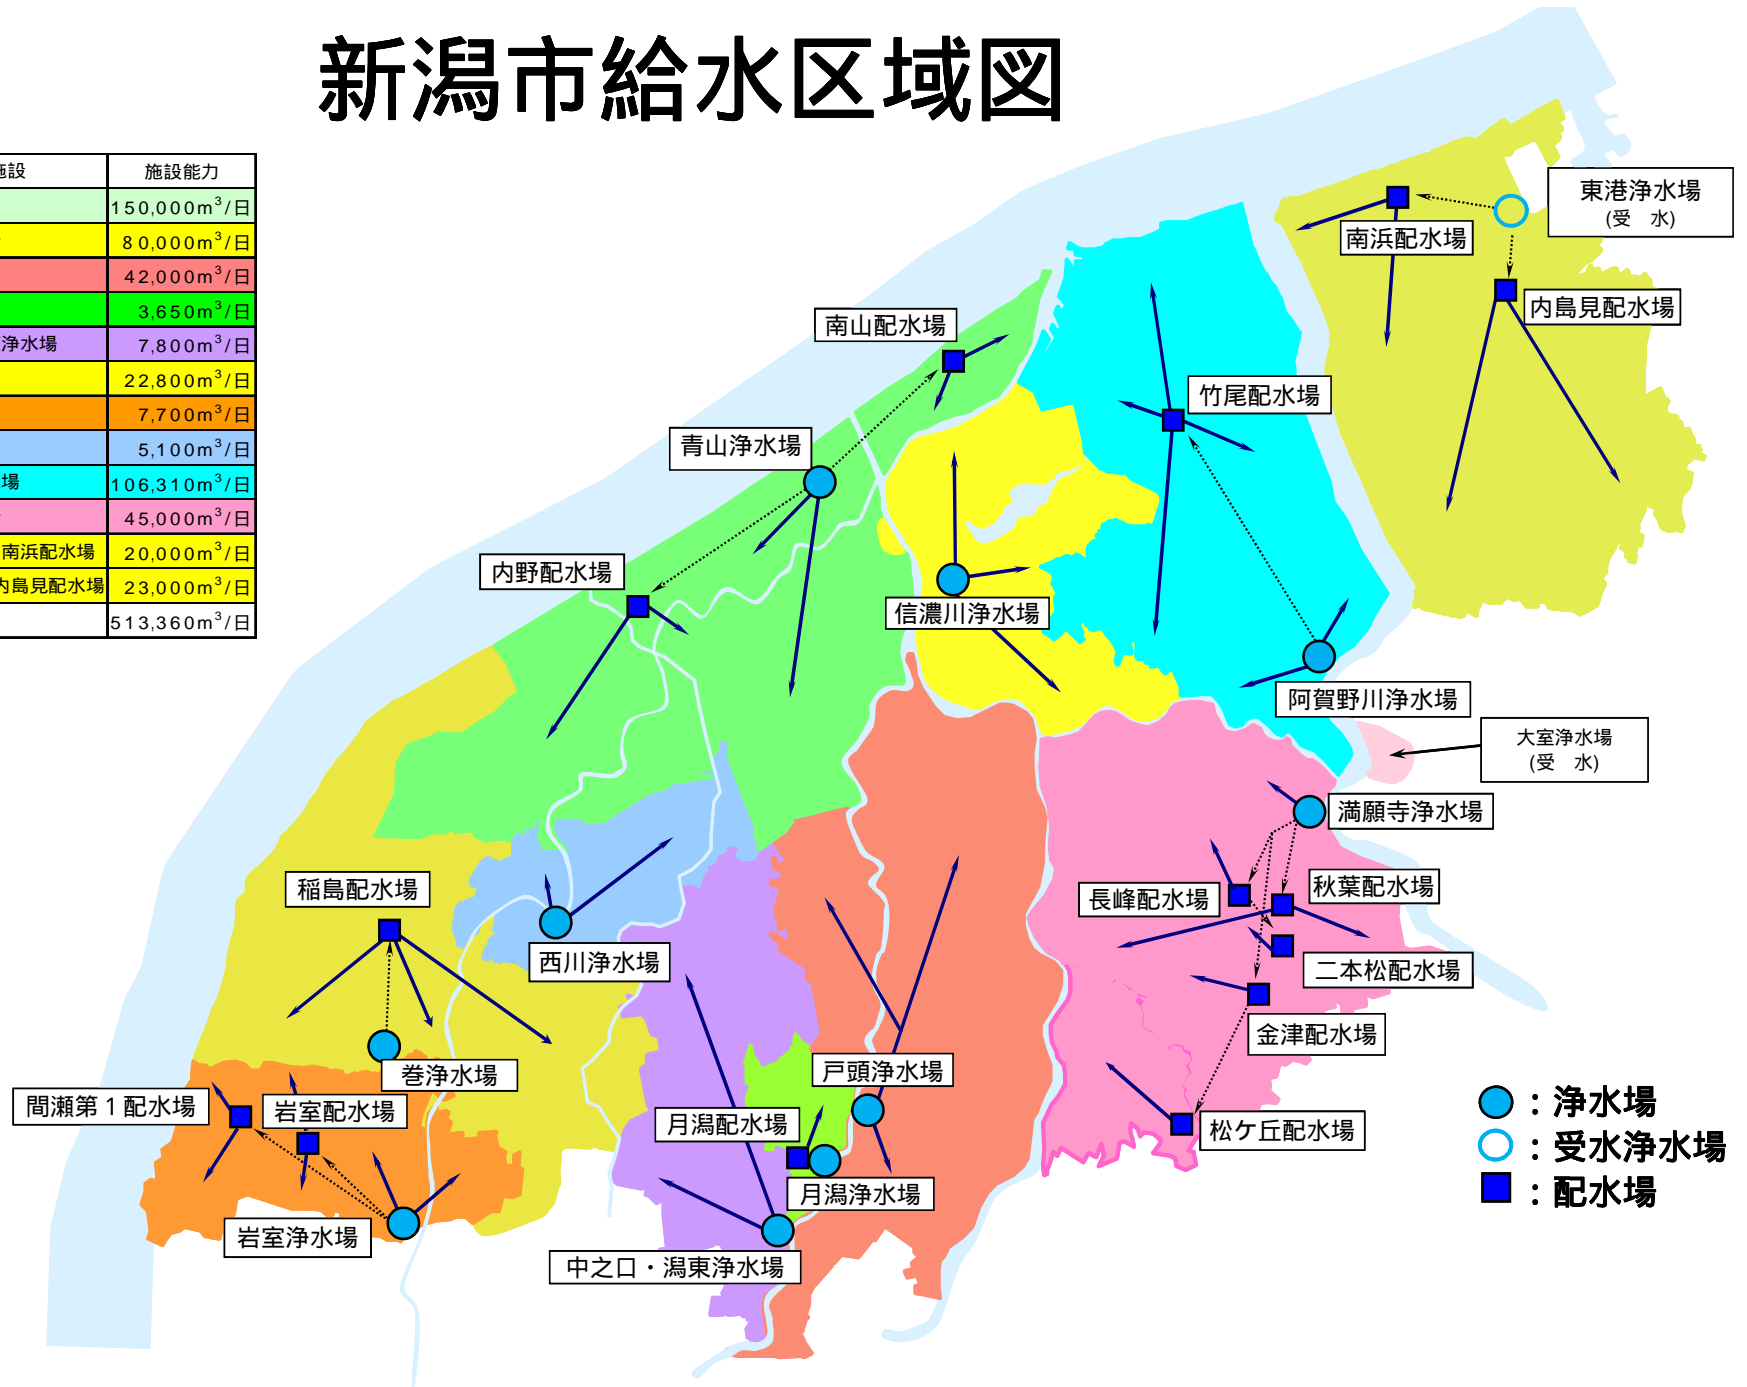 新潟市給水区域図
施設 施設能力
150,000m³/日
80,000m³/日
42,000m³/日
3,650m³/日
浄水場 7,800m³/日
22,800m³/日
7,700m³/日
5,100m³/日
場 106,310m³/日
45,000m³/日
南浜配水場 20,000m³/日
内島見配水場 23,000m³/日
513,360m³/日
東港浄水場
(受 水)
南浜配水場
内島見配水場
南山配水場
竹尾配水場
青山浄水場
内野配水場
信濃川浄水場
阿賀野川浄水場
大室浄水場
(受 水)
満願寺浄水場
稲島配水場
長峰配水場
秋葉配水場
西川浄水場
二本松配水場
金津配水場
巻浄水場
戸頭浄水場
間瀬第1配水場
岩室配水場
月潟配水場
松ケ丘配水場
月潟浄水場
岩室浄水場
中之口・潟東浄水場
：浄水場
：受水浄水場
：配水場